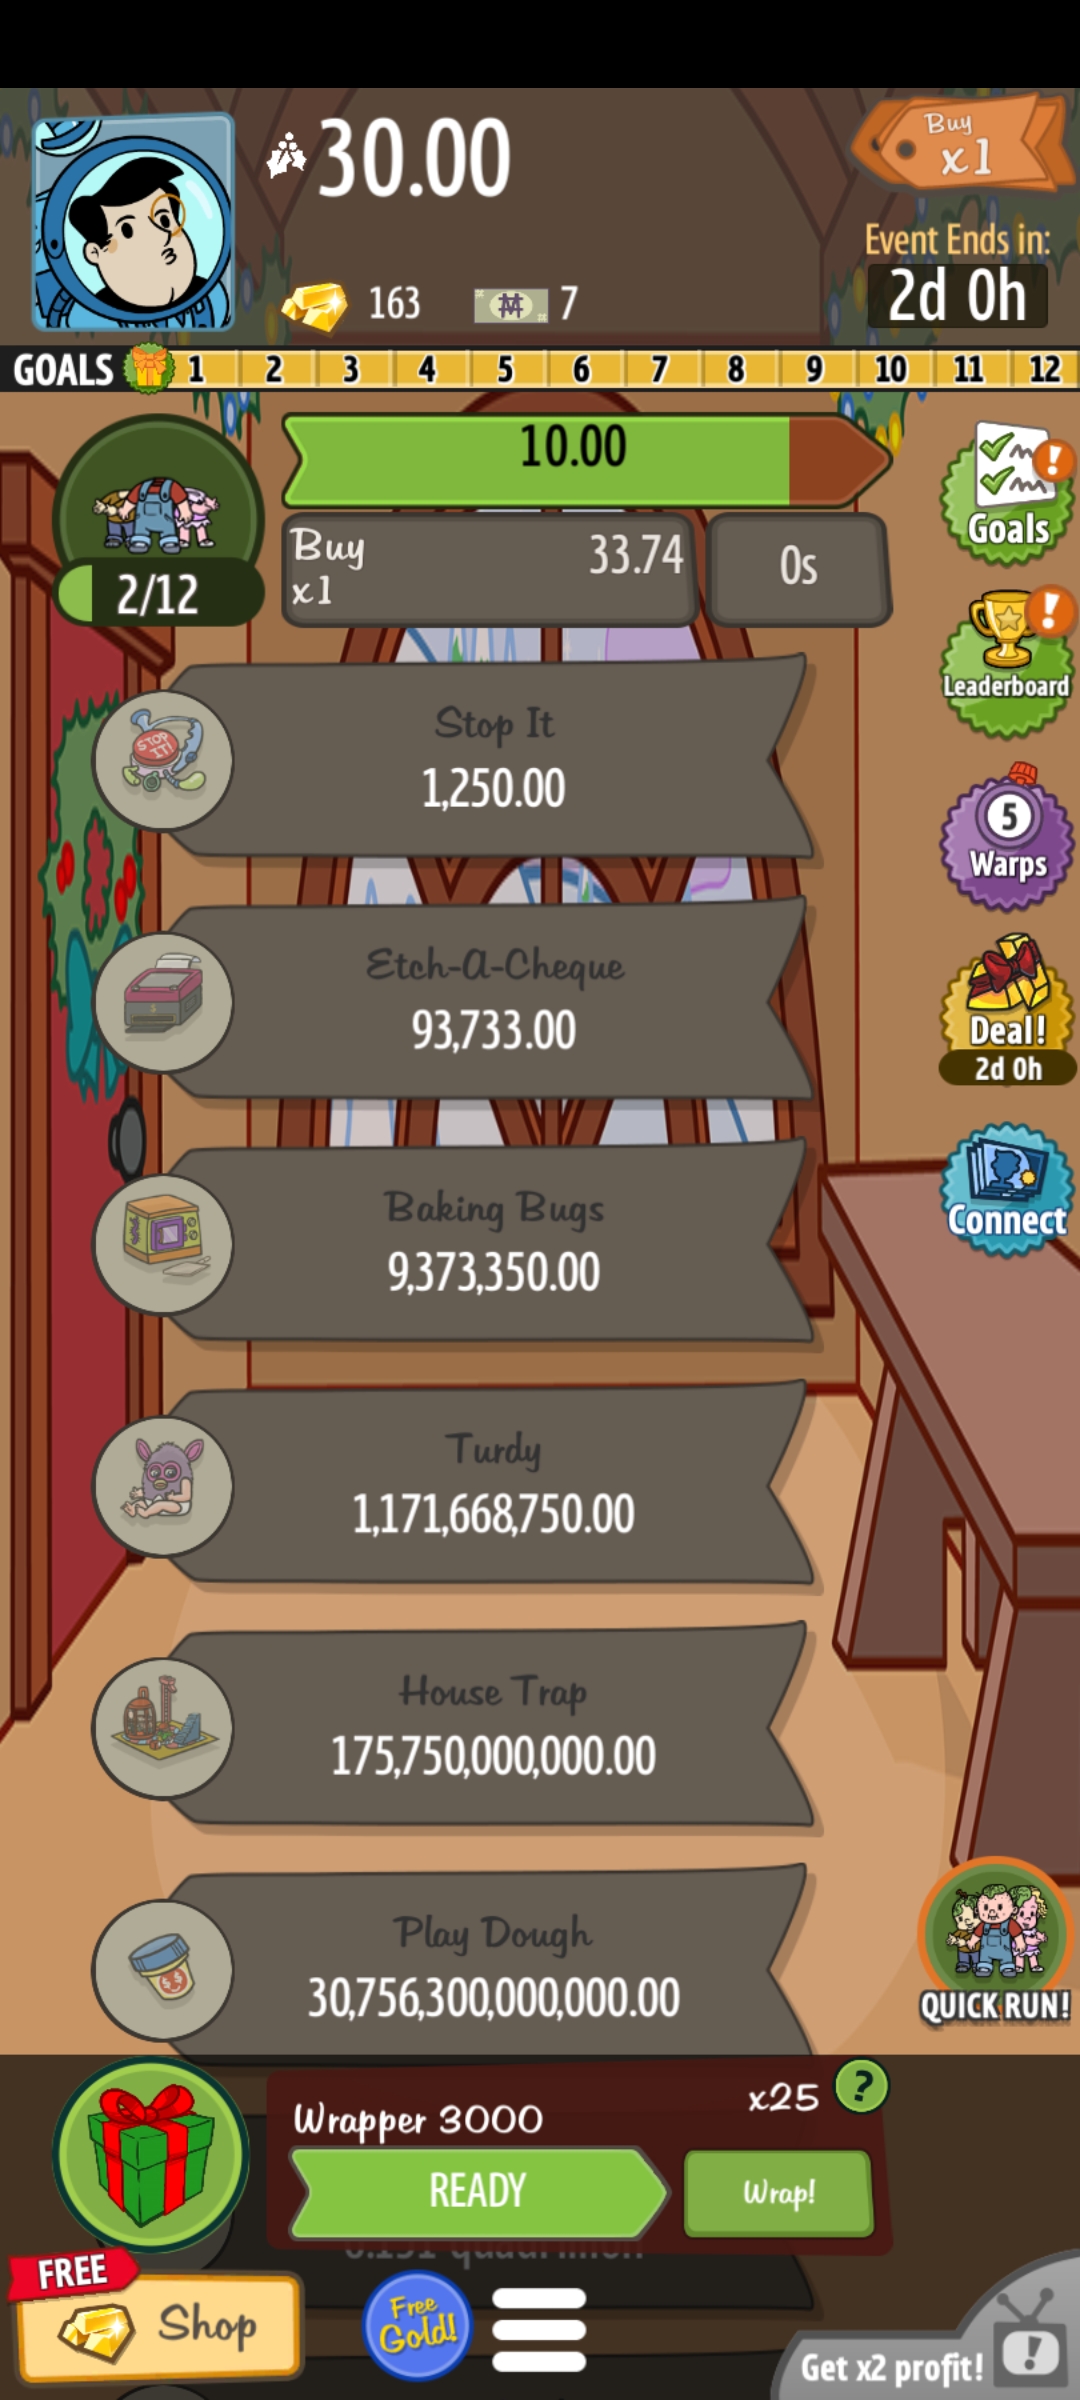 30.00
Buy
x1
Event Ends in:
2d 0h
163
7
GOALS 1 2 3 4 5 6 7 8 9 10 11 12
10.00
2/12
Buy
x1
33.74
0s
Goals
Leaderboard
STOP
IT!
Stop It
1,250.00
5
Warps
Etch-A-Cheque
93,733.00
Deal!
2d 0h
Baking Bugs
9,373,350.00
Connect
Turdy
1,171,668,750.00
House Trap
175,750,000,000.00
Play Dough
30,756,300,000,000.00
QUICK RUN!
Wrapper 3000
x25
?
READY
Wrap!
FREE
Shop
Free
Gold!
Get x2 profit!